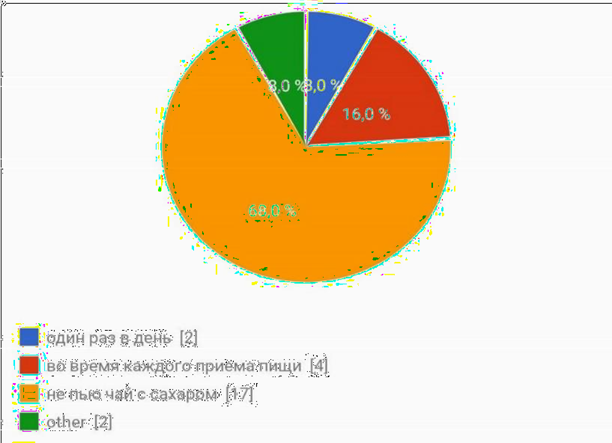 8,0 % 8,0 %
16,0 %
68,0 %
один раз в день [2]
во время каждого приема пищи [4]
не пью чай с сахаром [17]
other [2]